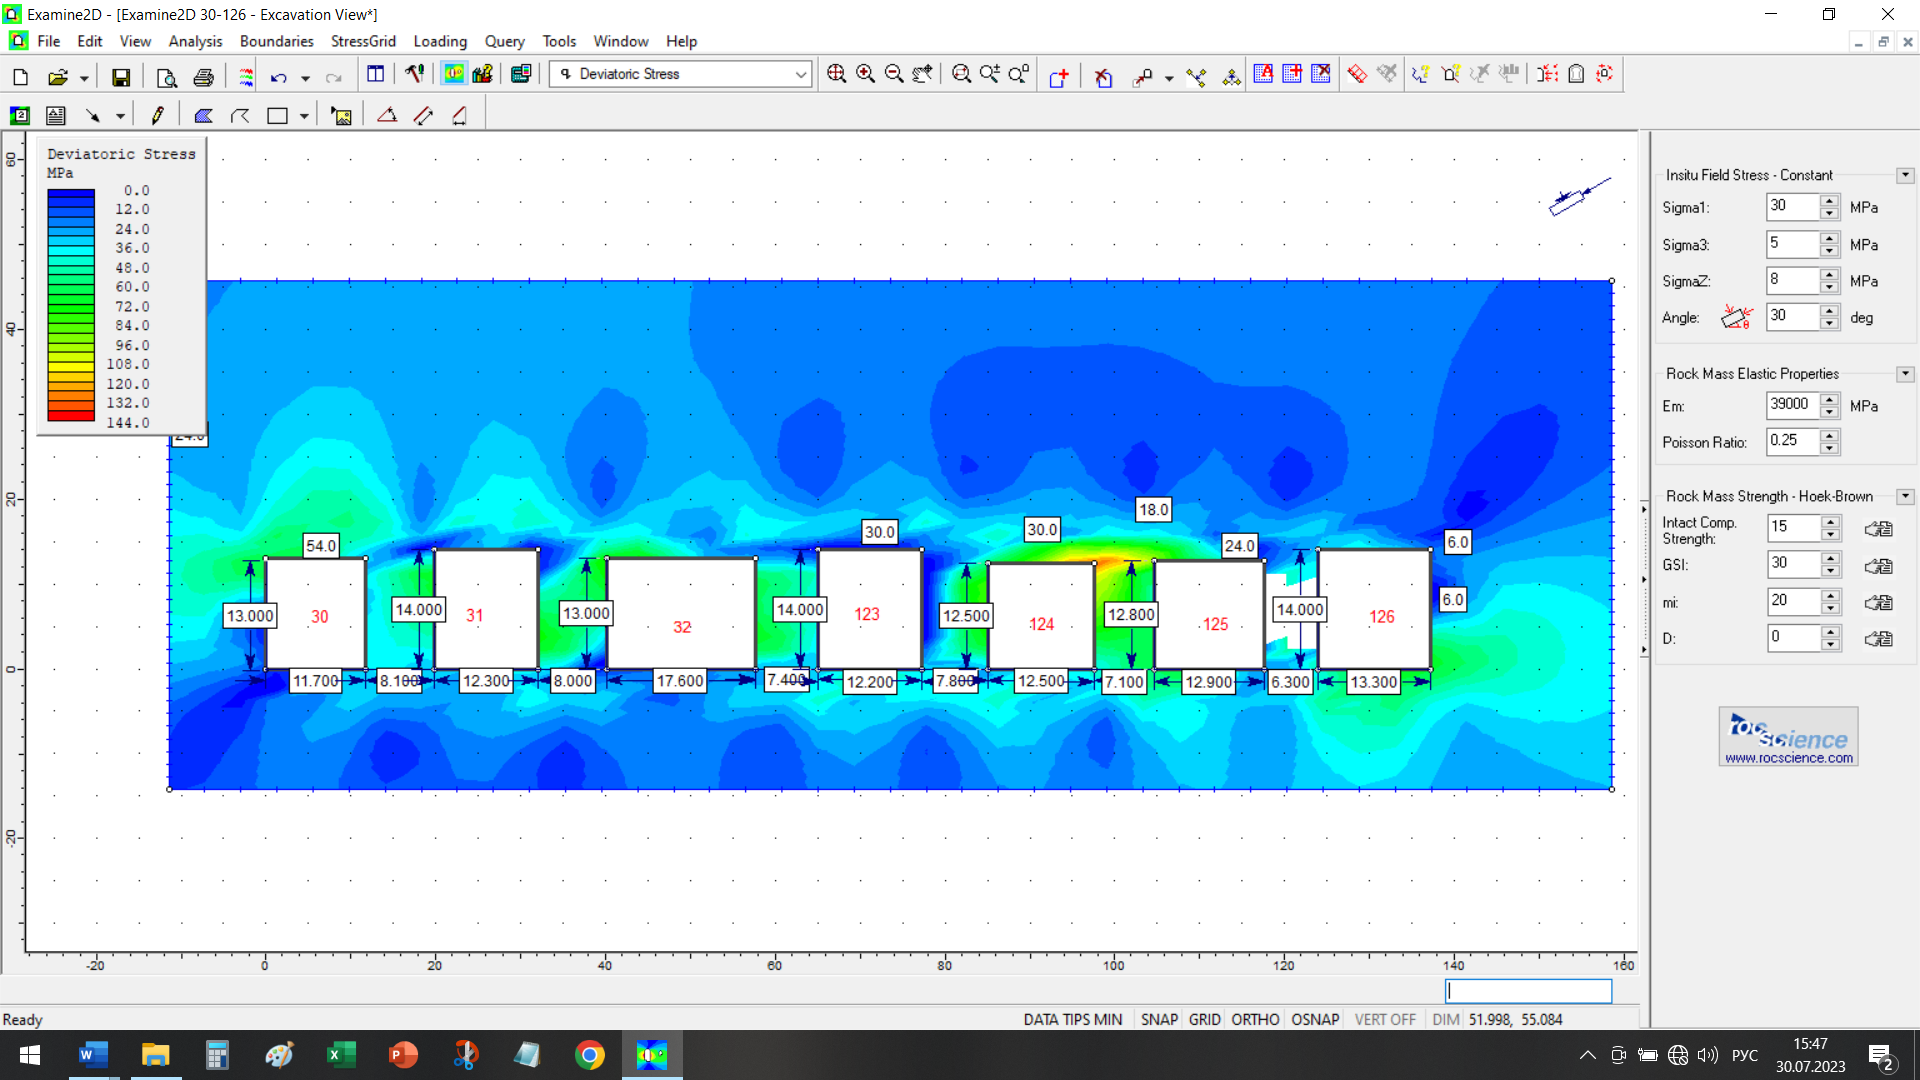 Examine2D - [Examine2D 30-126 - Excavation View*]
File Edit View Analysis Boundaries StressGrid Loading Query Tools Window Help
q Deviatoric Stress
Deviatoric Stress
MPa
0.0
12.0
24.0
36.0
48.0
60.0
72.0
84.0
96.0
108.0
120.0
132.0
144.0
24.0
60
40
20
0
-20
54.0
30.0
30.0
18.0
24.0
6.0
6.0
13.000 30 14.000 31 13.000 32 14.000 123 12.500 124 12.800 125 14.000 126
11.700 8.100 12.300 8.000 17.600 7.400 12.200 7.800 12.500 7.100 12.900 6.300 13.300
-20 0 20 40 60 80 100 120 140 160
Insitu Field Stress - Constant
Sigma1: 30 MPa
Sigma3: 5 MPa
SigmaZ: 8 MPa
Angle: θ 30 deg
Rock Mass Elastic Properties
Em: 39000 MPa
Poisson Ratio: 0.25
Rock Mass Strength - Hoek-Brown
Intact Comp.
Strength: 15
GSI: 30
mi: 20
D: 0
rocscience
www.rocscience.com
Ready DATA TIPS MIN SNAP GRID ORTHO OSNAP VERT OFF DIM 51.998, 55.084
РУС
15:47
30.07.2023
2